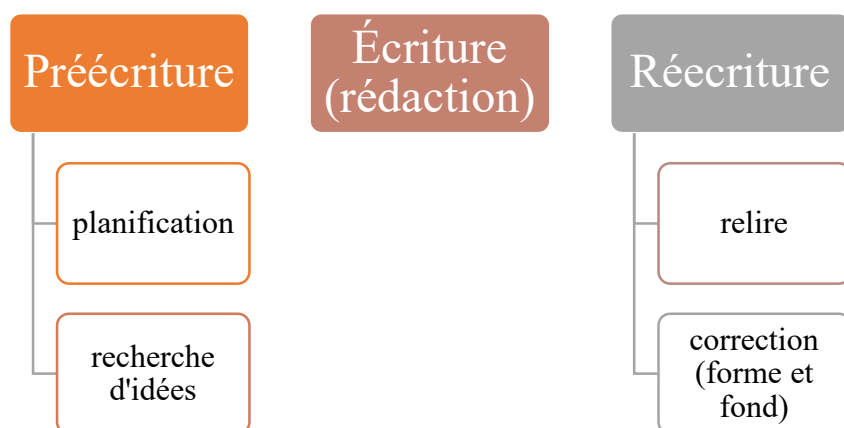 Préécriture
planification
recherche
d'idées
Écriture
(rédaction)
Réecriture
relire
correction
(forme et
fond)